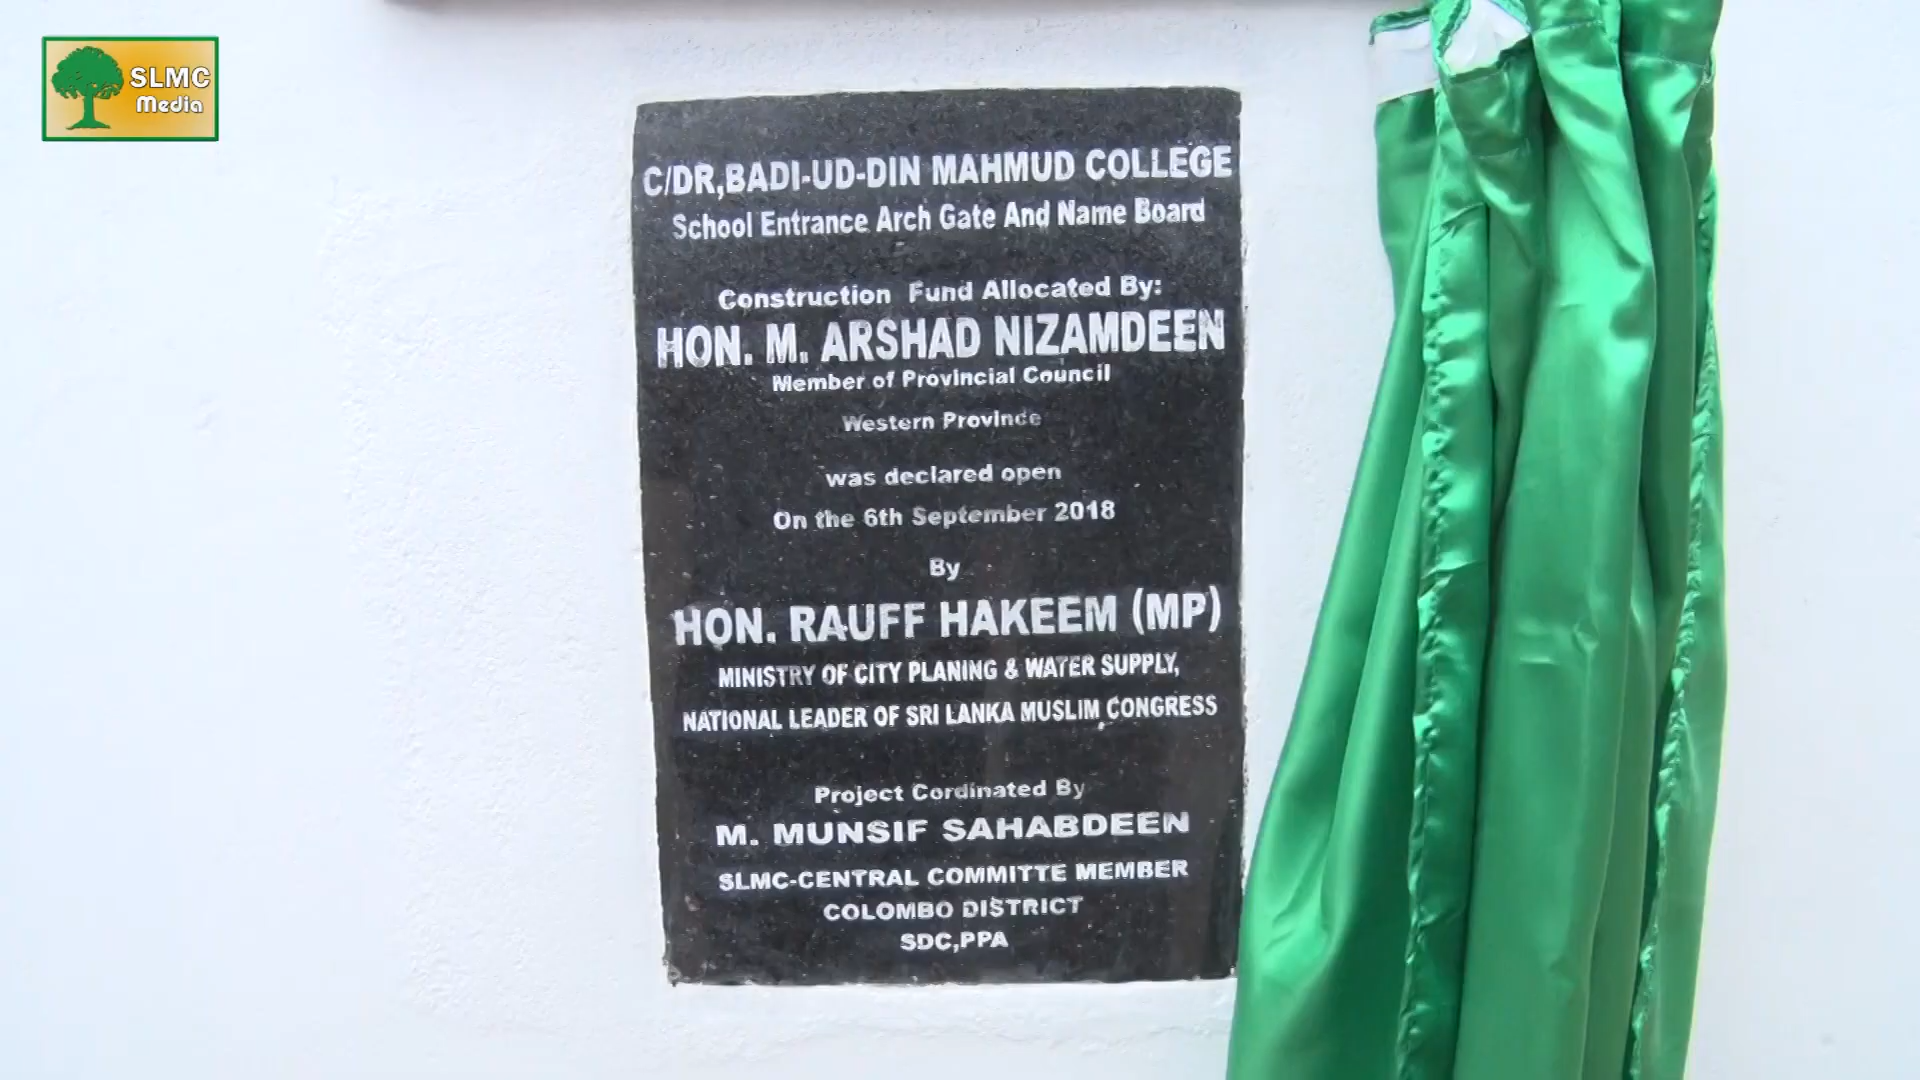 SLMC
Media
C/DR,BADI-UD-DIN MAHMUD COLLEGE
School Entrance Arch Gate And Name Board
Construction Fund Allocated By:
HON. M. ARSHAD NIZAMDEEN
Member of Provincial Council
Western Province
was declared open
On the 6th September 2018
By
HON. RAUFF HAKEEM (MP)
MINISTRY OF CITY PLANING & WATER SUPPLY,
NATIONAL LEADER OF SRI LANKA MUSLIM CONGRESS
Project Cordinated By
M. MUNSIF SAHABDEEN
SLMC-CENTRAL COMMITTE MEMBER
COLOMBO DISTRICT
SDC,PPA